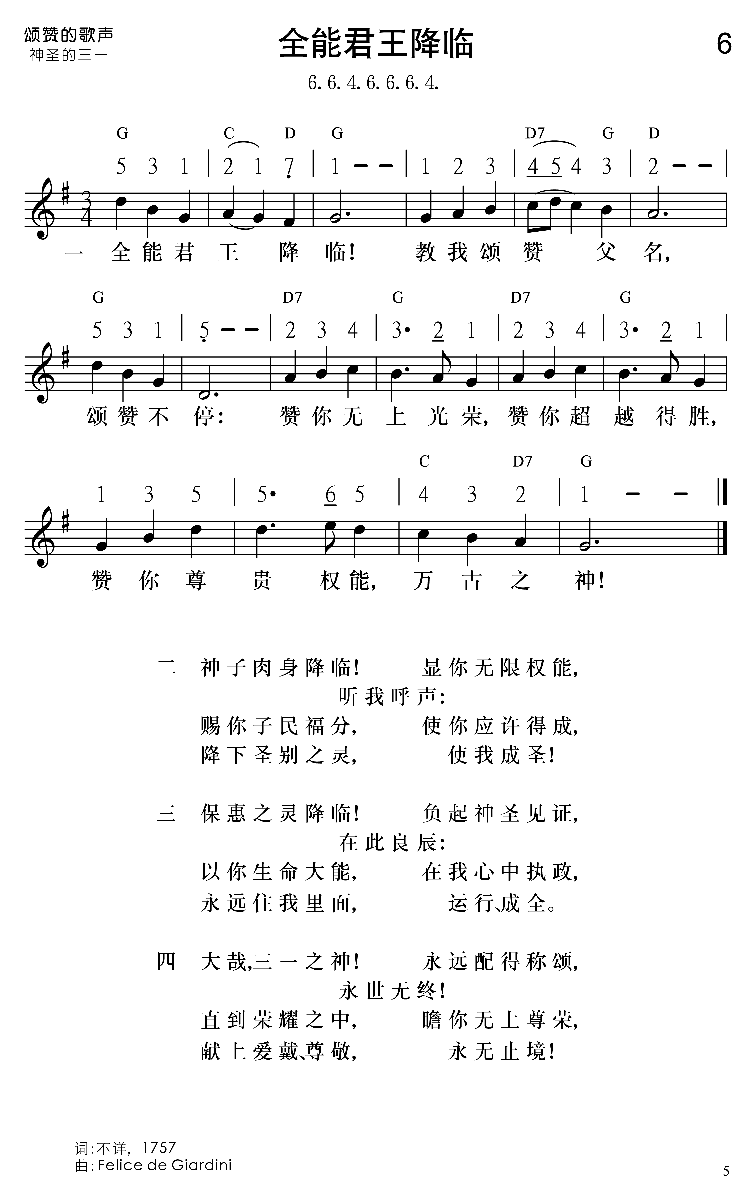 颂赞的歌声
神圣的三一
全能君王降临
6
6.6.4.6.6.6.4.
G C D G D7 G D
5 3 1 | 2 1 7 | 1 – – | 1 2 3 | 4 5 4 3 | 2 – – |
3/4
一 全能君王降临！教我颂赞父名，
G D7 G D7 G
5 3 1 | 5 – – | 2 3 4 | 3· 2 1 | 2 3 4 | 3· 2 1 |
颂赞不停：赞你无上光荣，赞你超越得胜，
C D7 G
1 3 5 | 5· 6 5 | 4 3 2 | 1 – – ‖
赞你尊贵权能，万古之神！
二 神子肉身降临！ 显你无限权能，
听我呼声：
赐你子民福分， 使你应许得成，
降下圣别之灵， 使我成圣！
三 保惠之灵降临！ 负起神圣见证，
在此良辰：
以你生命大能， 在我心中执政，
永远住我里面， 运行、成全。
四 大哉，三一之神！ 永远配得称颂，
永世无终！
直到荣耀之中， 瞻你无上尊荣，
献上爱戴、尊敬， 永无止境！
词：不详，1757
曲：Felice de Giardini
5